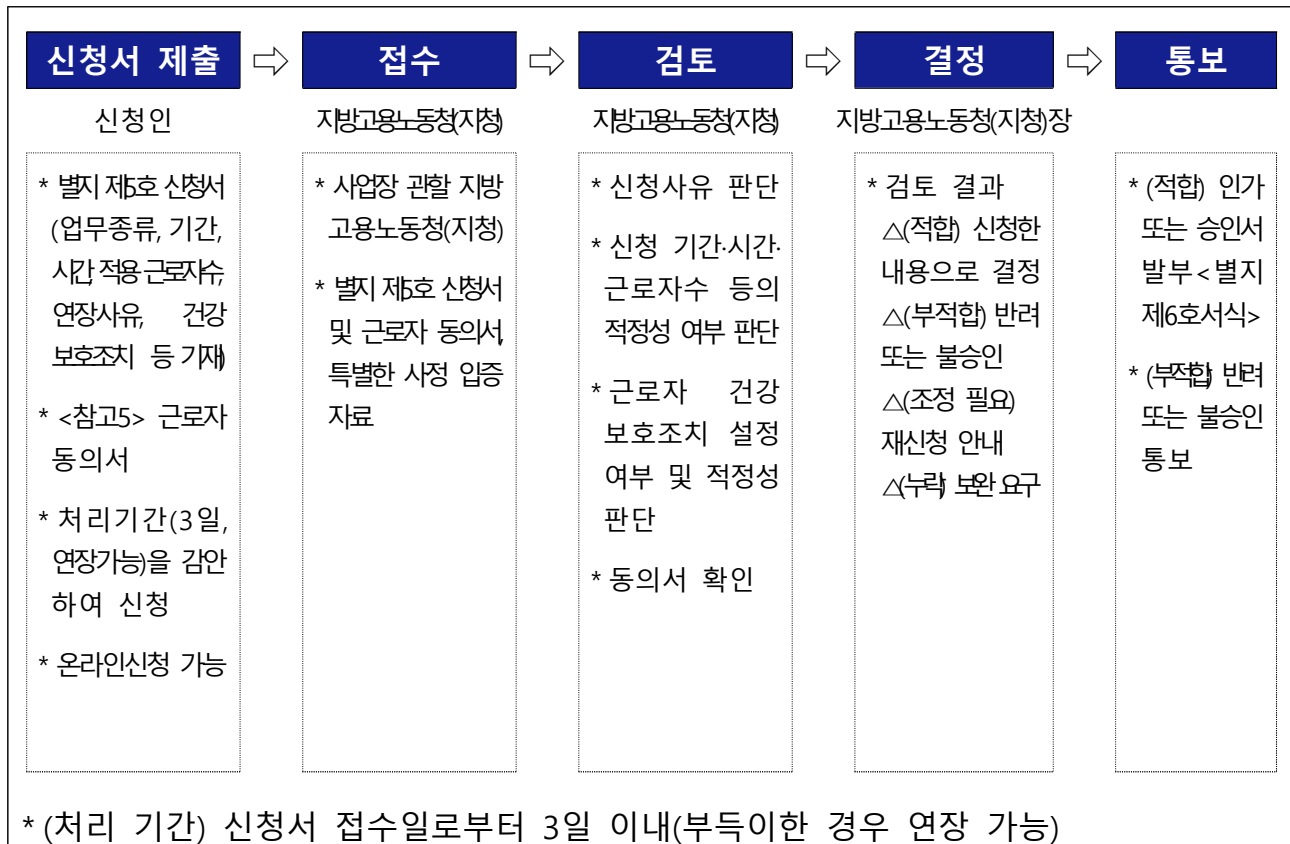 신청서 제출 ⇨ 접수 ⇨ 검토 ⇨ 결정 ⇨ 통보
신청인
지방고용노동청(지청)
지방고용노동청(지청)
지방고용노동청(지청)장
* 별지 제5호 신청서
(업무종류, 기간,
시간, 적용 근로자수,
연장사유, 건강
보호조치 등 기재)
* <참고5> 근로자
동의서
* 처리기간(3일,
연장가능)을 감안
하여 신청
* 온라인신청 가능
* 사업장 관할 지방
고용노동청(지청)
* 별지 제5호 신청서
및 근로자 동의서,
특별한 사정 입증
자료
* 신청사유 판단
* 신청 기간·시간·
근로자수 등의
적정성 여부 판단
* 근로자 건강
보호조치 설정
여부 및 적정성
판단
* 동의서 확인
* 검토 결과
△(적합) 신청한
내용으로 결정
△(부적합) 반려
또는 불승인
△(조정 필요)
재신청 안내
△(누락) 보완 요구
* (적합) 인가
또는 승인서
발부<별지
제6호서식>
* (부적합) 반려
또는 불승인
통보
* (처리 기간) 신청서 접수일로부터 3일 이내(부득이한 경우 연장 가능)